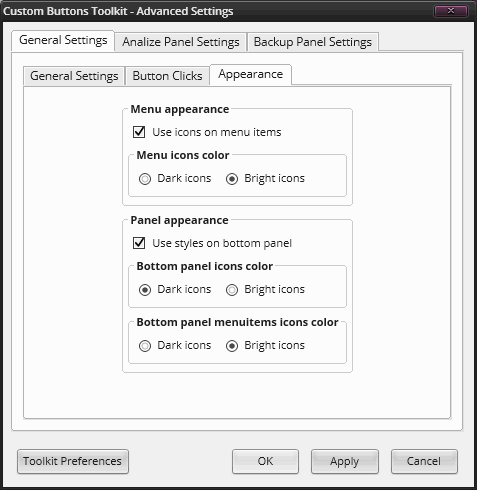 Custom Buttons Toolkit - Advanced Settings
General Settings Analize Panel Settings Backup Panel Settings
General Settings Button Clicks Appearance
Menu appearance
Use icons on menu items
Menu icons color
Dark icons Bright icons
Panel appearance
Use styles on bottom panel
Bottom panel icons color
Dark icons Bright icons
Bottom panel menuitems icons color
Dark icons Bright icons
Toolkit Preferences OK Apply Cancel